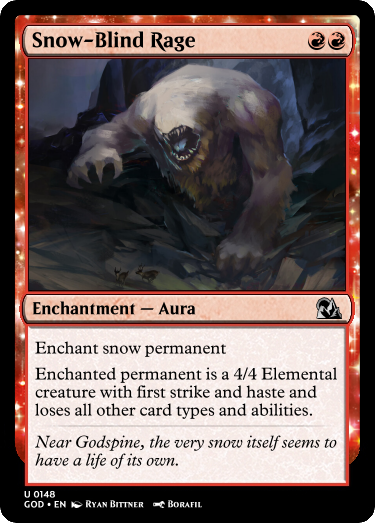 Snow-Blind Rage
Enchantment — Aura
Enchant snow permanent
Enchanted permanent is a 4/4 Elemental
creature with first strike and haste and
loses all other card types and abilities.
Near Godspine, the very snow itself seems to
have a life of its own.
U 0148
GOD • EN Ryan Bittner Borafil